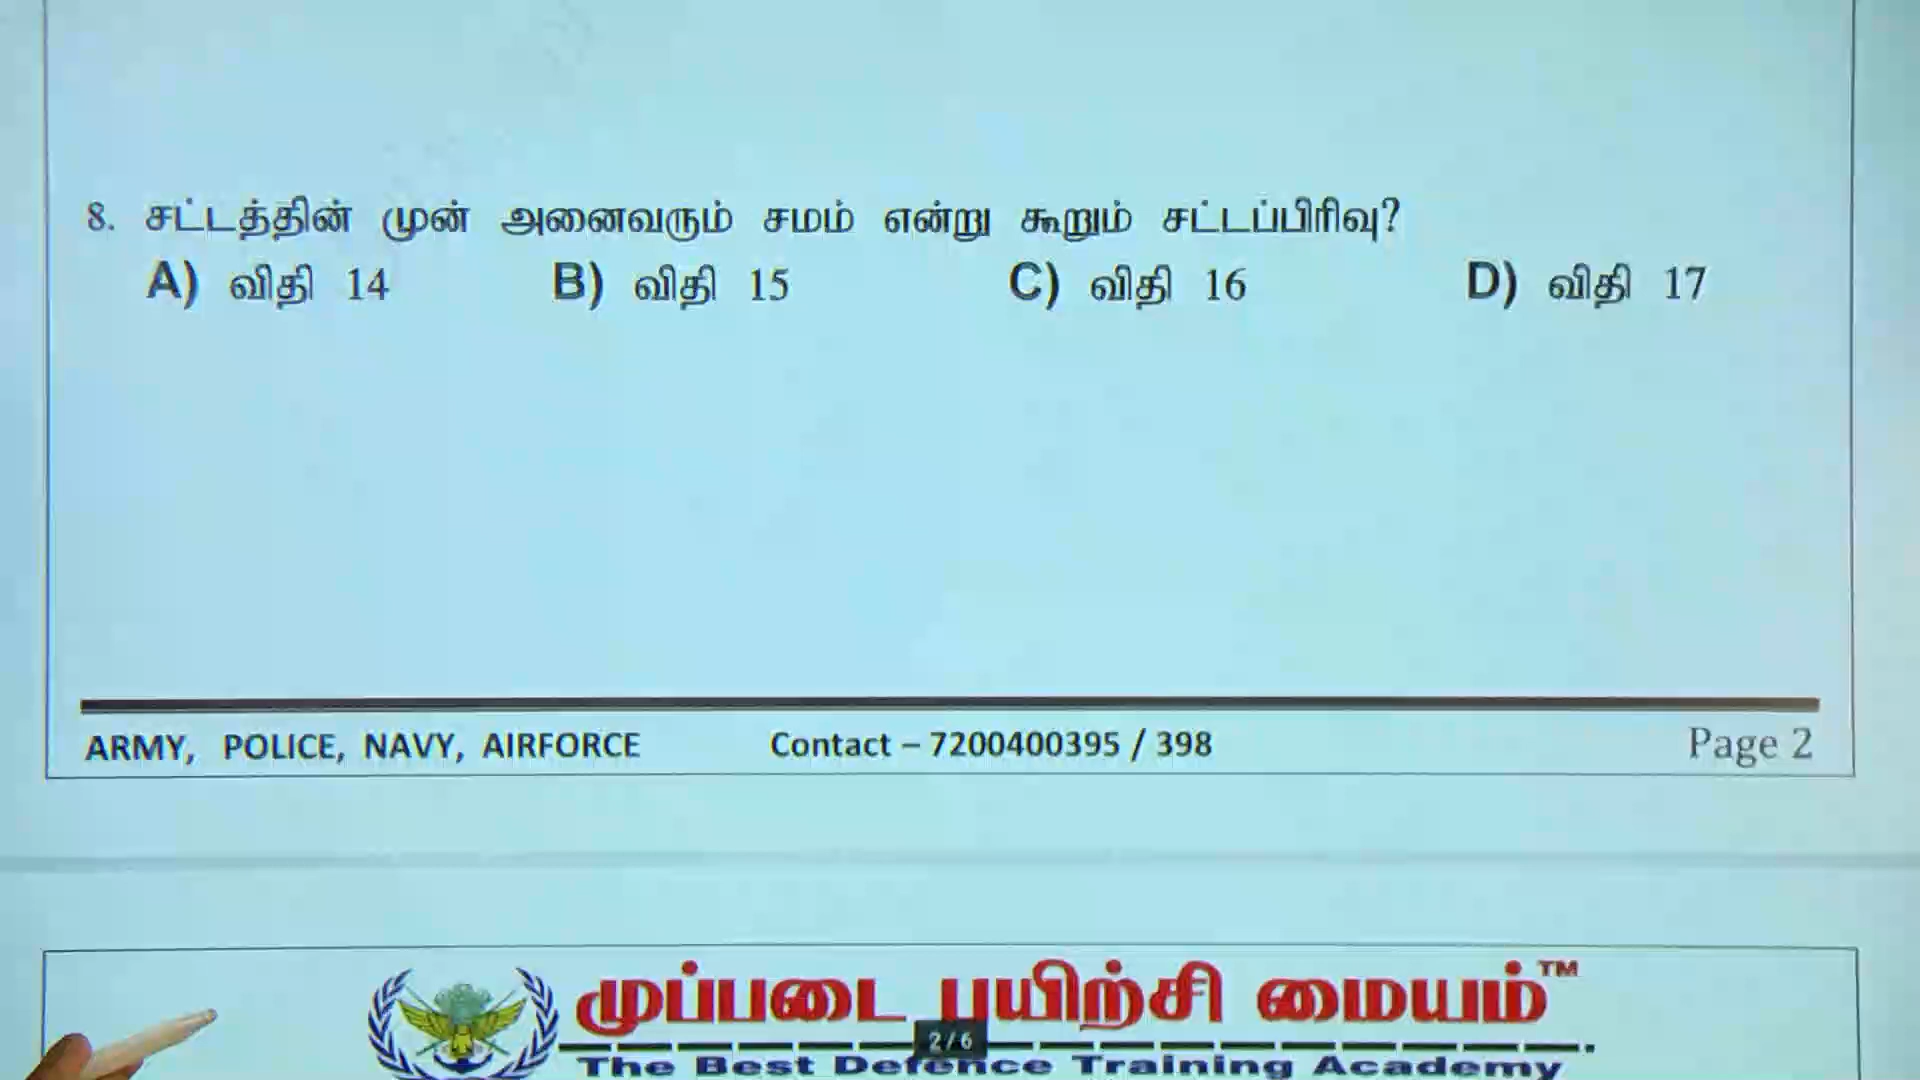 8. சட்டத்தின் முன் அனைவரும் சமம் என்று கூறும் சட்டப்பிரிவு?
A) விதி 14 B) விதி 15 C) விதி 16 D) விதி 17
ARMY, POLICE, NAVY, AIRFORCE Contact – 7200400395 / 398 Page 2
முப்படை பயிற்சி மையம்™
2/6
The Best Defence Training Academy